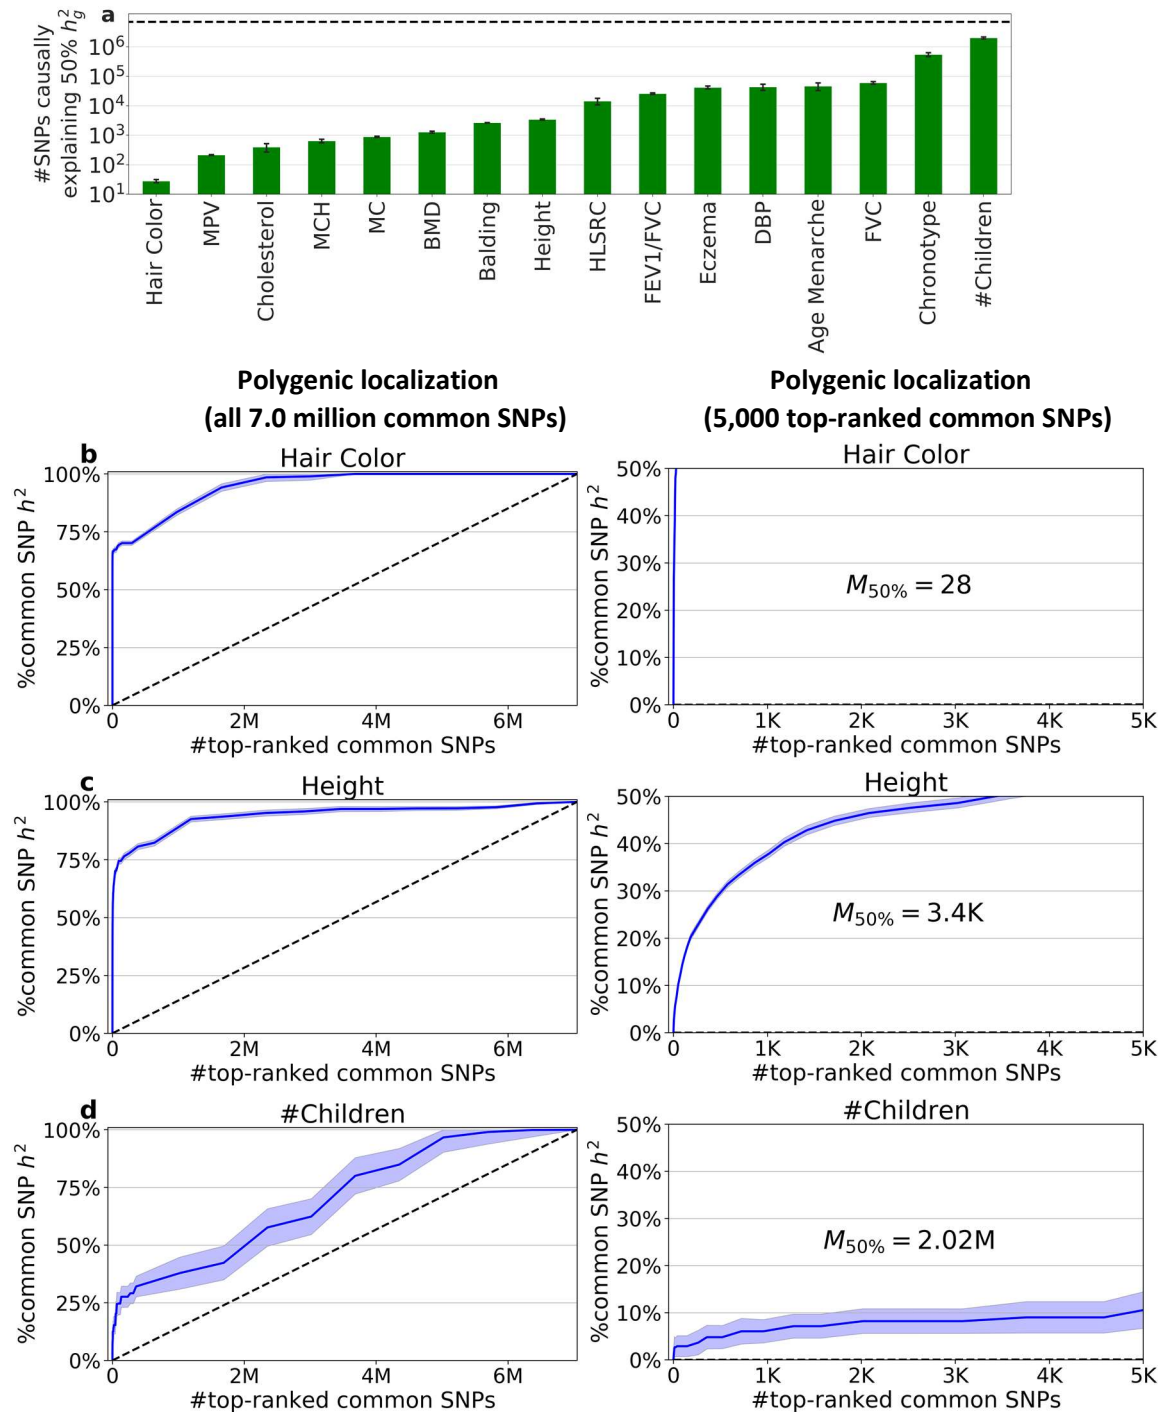 a
#SNPs causally
explaining 50% h²g
10⁶
10⁵
10⁴
10³
10²
10¹
Hair Color
MPV
Cholesterol
MCH
MC
BMD
Balding
Height
HLSRC
FEV1/FVC
Eczema
DBP
Age Menarche
FVC
Chronotype
#Children
Polygenic localization
(all 7.0 million common SNPs)
Polygenic localization
(5,000 top-ranked common SNPs)
b
Hair Color
%common SNP h²
100%
75%
50%
25%
0%
0 2M 4M 6M
#top-ranked common SNPs
Hair Color
%common SNP h²
50%
40%
30%
20%
10%
0%
M50% = 28
0 1K 2K 3K 4K 5K
#top-ranked common SNPs
c
Height
%common SNP h²
100%
75%
50%
25%
0%
0 2M 4M 6M
#top-ranked common SNPs
Height
%common SNP h²
50%
40%
30%
20%
10%
0%
M50% = 3.4K
0 1K 2K 3K 4K 5K
#top-ranked common SNPs
d
#Children
%common SNP h²
100%
75%
50%
25%
0%
0 2M 4M 6M
#top-ranked common SNPs
#Children
%common SNP h²
50%
40%
30%
20%
10%
0%
M50% = 2.02M
0 1K 2K 3K 4K 5K
#top-ranked common SNPs